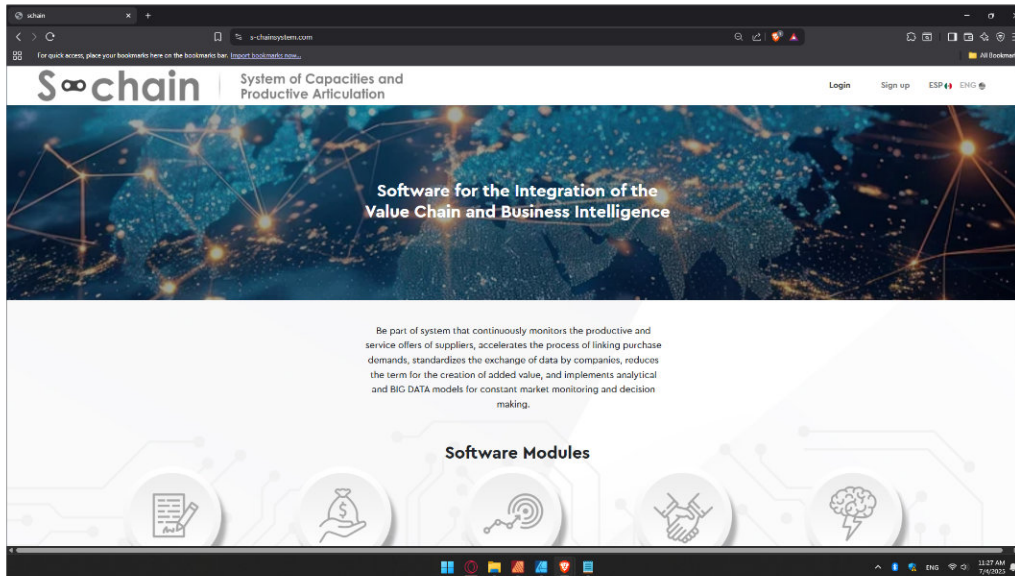 schain
s-chainsystem.com
For quick access, place your bookmarks here on the bookmarks bar. Import bookmarks now...
All Bookmar
S∞chain
System of Capacities and
Productive Articulation
Login Sign up ESP ENG
Software for the Integration of the
Value Chain and Business Intelligence
Be part of system that continuously monitors the productive and
service offers of suppliers, accelerates the process of linking purchase
demands, standardizes the exchange of data by companies, reduces
the term for the creation of added value, and implements analytical
and BIG DATA models for constant market monitoring and decision
making.
Software Modules
ENG
11:27 AM
7/4/2025